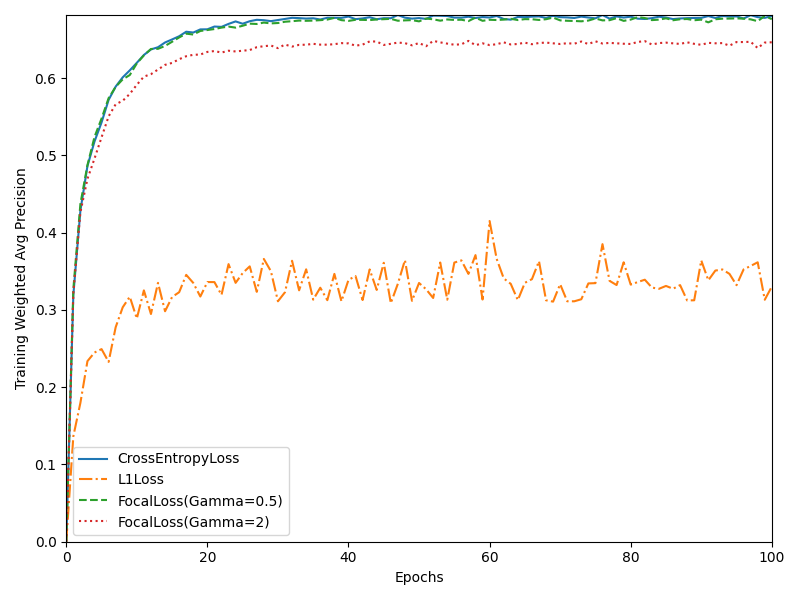 Training Weighted Avg Precision
0.6
0.5
0.4
0.3
0.2
0.1
0.0
CrossEntropyLoss
L1Loss
FocalLoss(Gamma=0.5)
FocalLoss(Gamma=2)
0 20 40 60 80 100
Epochs